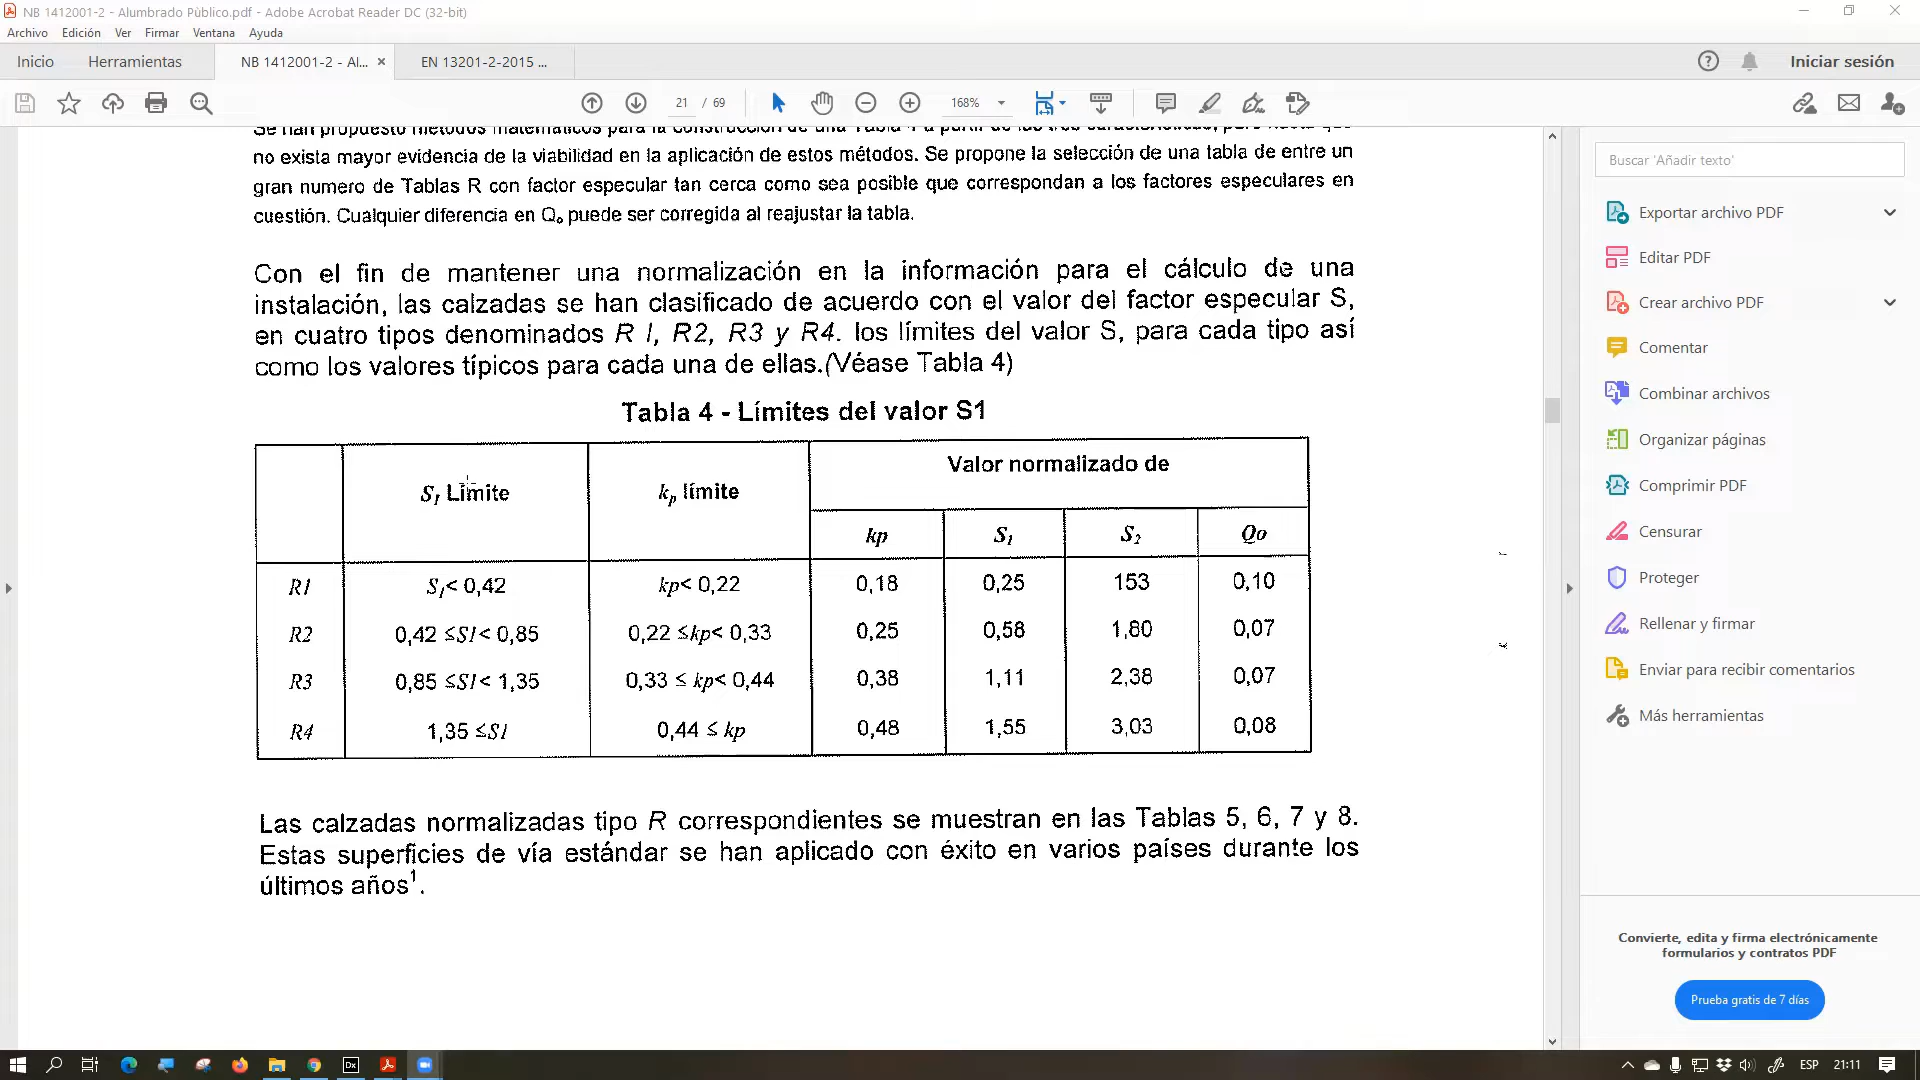 NB 1412001-2 - Alumbrado Pùblico.pdf - Adobe Acrobat Reader DC (32-bit)
Archivo Edición Ver Firmar Ventana Ayuda
Inicio Herramientas NB 1412001-2 - Al... × EN 13201-2-2015 ... Iniciar sesión
21 / 69 168%
no exista mayor evidencia de la viabilidad en la aplicación de estos métodos. Se propone la selección de una tabla de entre un
gran numero de Tablas R con factor especular tan cerca como sea posible que correspondan a los factores especulares en
cuestión. Cualquier diferencia en Qo puede ser corregida al reajustar la tabla.
Con el fin de mantener una normalización en la información para el cálculo de una
instalación, las calzadas se han clasificado de acuerdo con el valor del factor especular S,
en cuatro tipos denominados R I, R2, R3 y R4. los límites del valor S, para cada tipo así
como los valores típicos para cada una de ellas.(Véase Tabla 4)
Tabla 4 - Límites del valor S1
S1 Límite kp límite Valor normalizado de
kp S1 S2 Qo
R1 S1< 0,42 kp< 0,22 0,18 0,25 153 0,10
R2 0,42 ≤S1< 0,85 0,22 ≤kp< 0,33 0,25 0,58 1,80 0,07
R3 0,85 ≤S1< 1,35 0,33 ≤ kp< 0,44 0,38 1,11 2,38 0,07
R4 1,35 ≤S1 0,44 ≤ kp 0,48 1,55 3,03 0,08
Las calzadas normalizadas tipo R correspondientes se muestran en las Tablas 5, 6, 7 y 8.
Estas superficies de vía estándar se han aplicado con éxito en varios países durante los
últimos años1.
Buscar 'Añadir texto'
Exportar archivo PDF
Editar PDF
Crear archivo PDF
Comentar
Combinar archivos
Organizar páginas
Comprimir PDF
Censurar
Proteger
Rellenar y firmar
Enviar para recibir comentarios
Más herramientas
Convierte, edita y firma electrónicamente
formularios y contratos PDF
Prueba gratis de 7 días
Dx
ESP 21:11